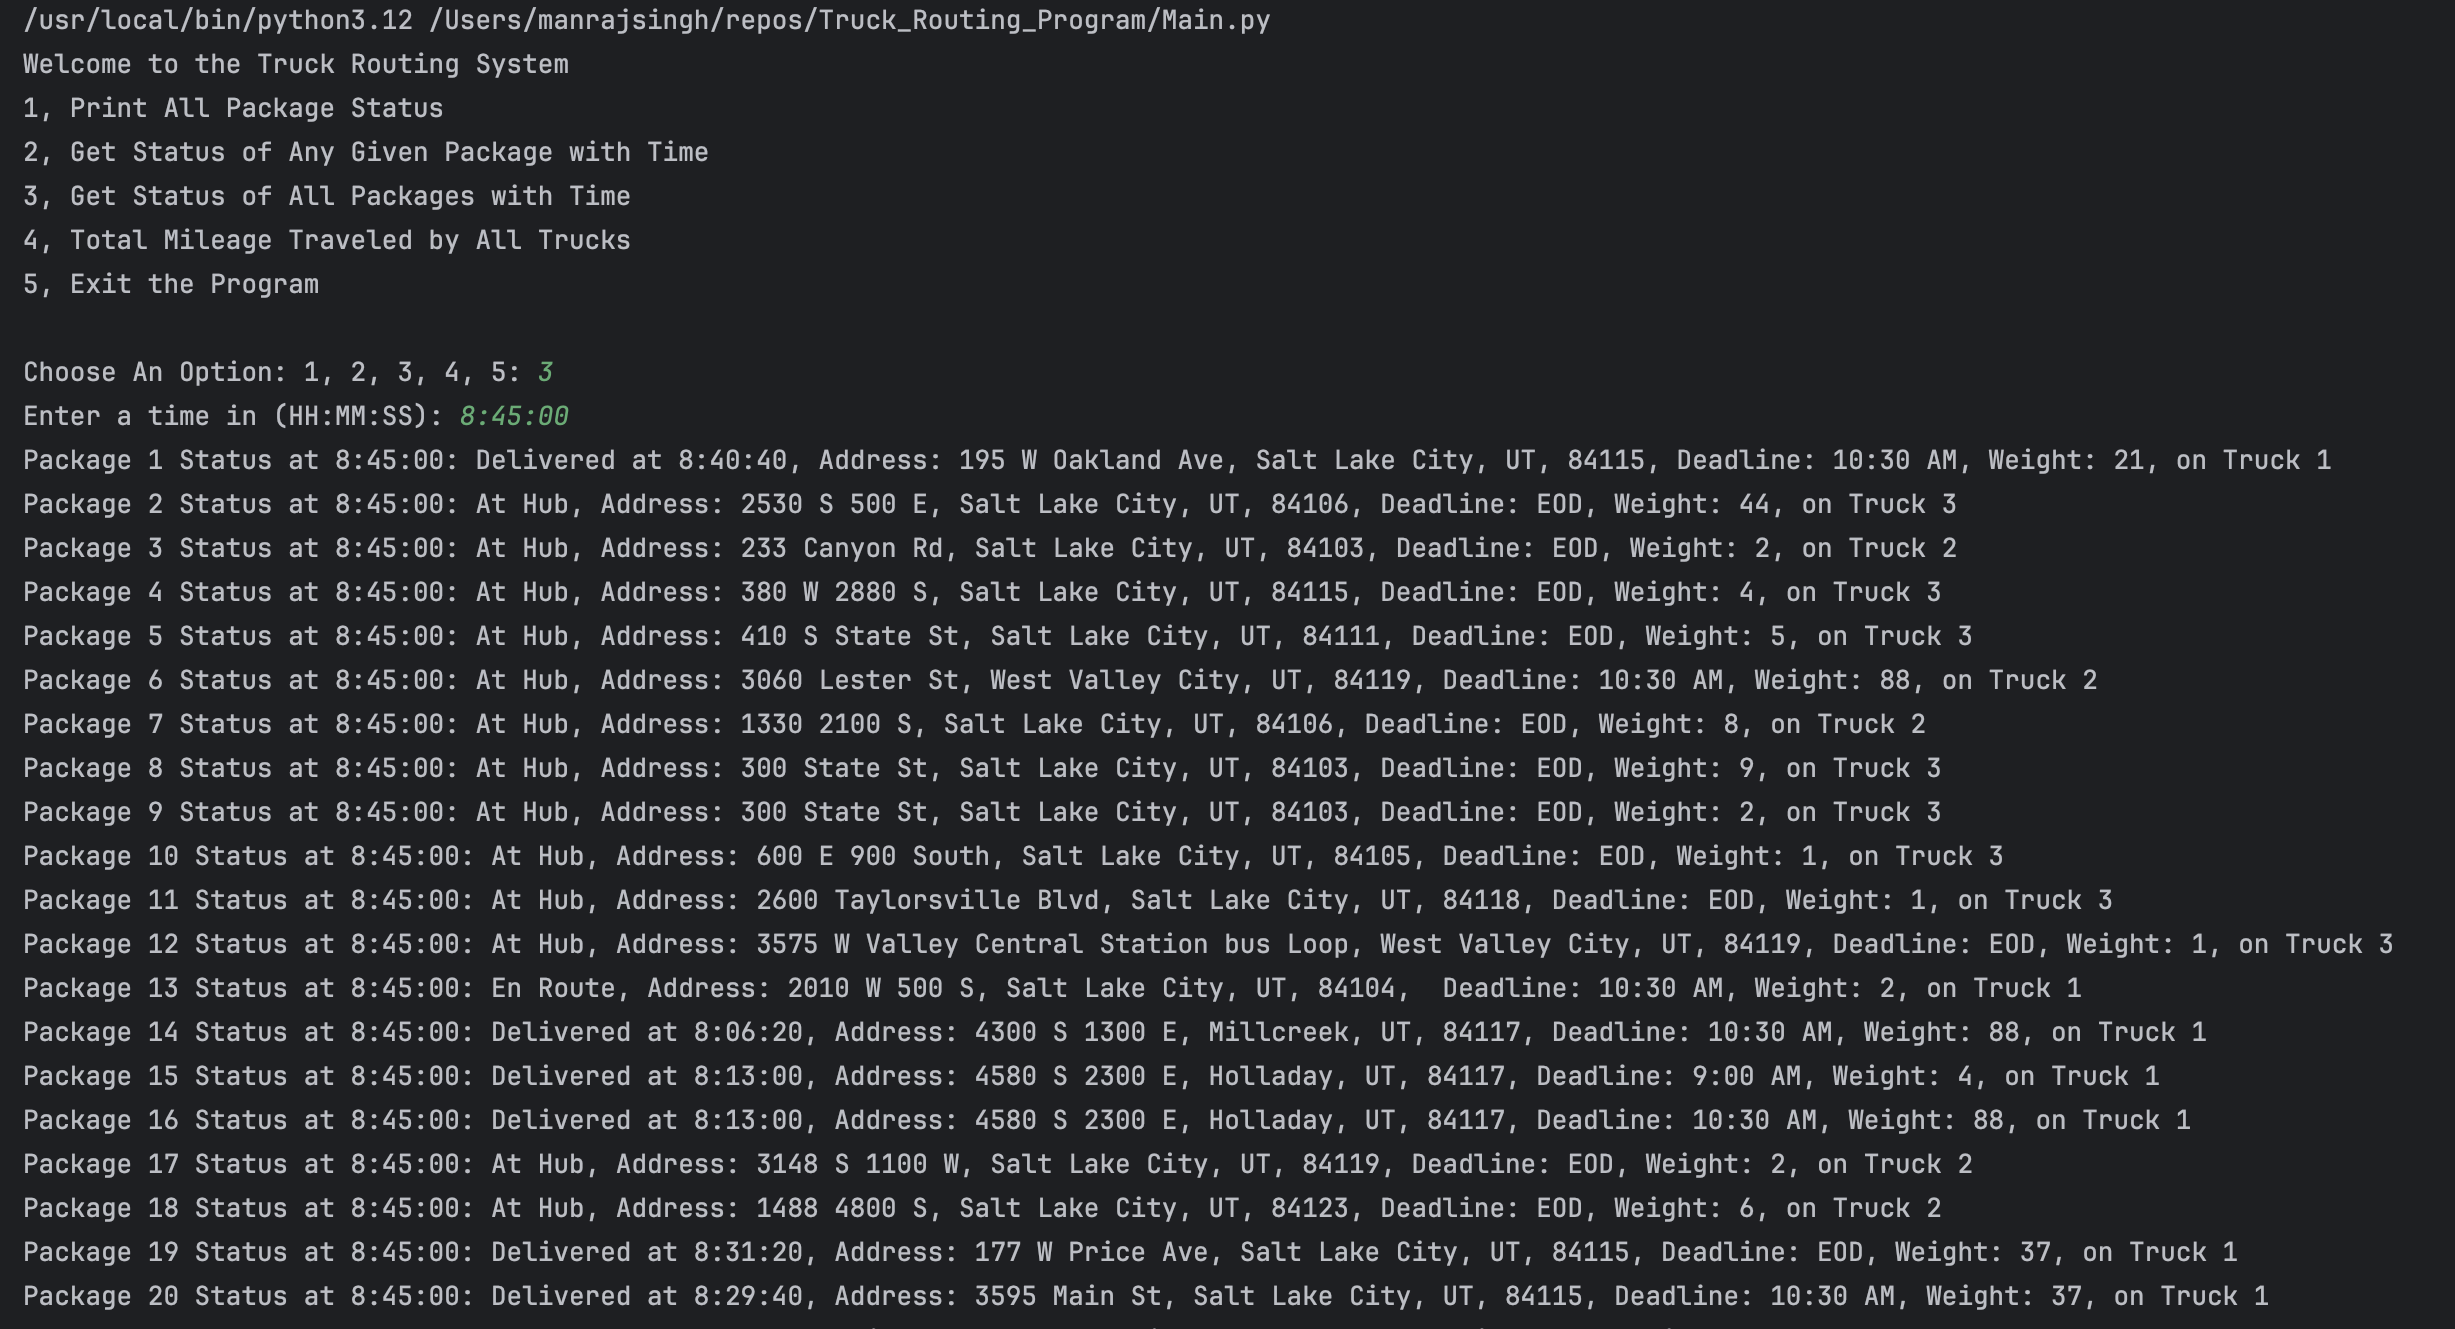 /usr/local/bin/python3.12 /Users/manrajsingh/repos/Truck_Routing_Program/Main.py
Welcome to the Truck Routing System
1, Print All Package Status
2, Get Status of Any Given Package with Time
3, Get Status of All Packages with Time
4, Total Mileage Traveled by All Trucks
5, Exit the Program
Choose An Option: 1, 2, 3, 4, 5: 3
Enter a time in (HH:MM:SS): 8:45:00
Package 1 Status at 8:45:00: Delivered at 8:40:40, Address: 195 W Oakland Ave, Salt Lake City, UT, 84115, Deadline: 10:30 AM, Weight: 21, on Truck 1
Package 2 Status at 8:45:00: At Hub, Address: 2530 S 500 E, Salt Lake City, UT, 84106, Deadline: EOD, Weight: 44, on Truck 3
Package 3 Status at 8:45:00: At Hub, Address: 233 Canyon Rd, Salt Lake City, UT, 84103, Deadline: EOD, Weight: 2, on Truck 2
Package 4 Status at 8:45:00: At Hub, Address: 380 W 2880 S, Salt Lake City, UT, 84115, Deadline: EOD, Weight: 4, on Truck 3
Package 5 Status at 8:45:00: At Hub, Address: 410 S State St, Salt Lake City, UT, 84111, Deadline: EOD, Weight: 5, on Truck 3
Package 6 Status at 8:45:00: At Hub, Address: 3060 Lester St, West Valley City, UT, 84119, Deadline: 10:30 AM, Weight: 88, on Truck 2
Package 7 Status at 8:45:00: At Hub, Address: 1330 2100 S, Salt Lake City, UT, 84106, Deadline: EOD, Weight: 8, on Truck 2
Package 8 Status at 8:45:00: At Hub, Address: 300 State St, Salt Lake City, UT, 84103, Deadline: EOD, Weight: 9, on Truck 3
Package 9 Status at 8:45:00: At Hub, Address: 300 State St, Salt Lake City, UT, 84103, Deadline: EOD, Weight: 2, on Truck 3
Package 10 Status at 8:45:00: At Hub, Address: 600 E 900 South, Salt Lake City, UT, 84105, Deadline: EOD, Weight: 1, on Truck 3
Package 11 Status at 8:45:00: At Hub, Address: 2600 Taylorsville Blvd, Salt Lake City, UT, 84118, Deadline: EOD, Weight: 1, on Truck 3
Package 12 Status at 8:45:00: At Hub, Address: 3575 W Valley Central Station bus Loop, West Valley City, UT, 84119, Deadline: EOD, Weight: 1, on Truck 3
Package 13 Status at 8:45:00: En Route, Address: 2010 W 500 S, Salt Lake City, UT, 84104,  Deadline: 10:30 AM, Weight: 2, on Truck 1
Package 14 Status at 8:45:00: Delivered at 8:06:20, Address: 4300 S 1300 E, Millcreek, UT, 84117, Deadline: 10:30 AM, Weight: 88, on Truck 1
Package 15 Status at 8:45:00: Delivered at 8:13:00, Address: 4580 S 2300 E, Holladay, UT, 84117, Deadline: 9:00 AM, Weight: 4, on Truck 1
Package 16 Status at 8:45:00: Delivered at 8:13:00, Address: 4580 S 2300 E, Holladay, UT, 84117, Deadline: 10:30 AM, Weight: 88, on Truck 1
Package 17 Status at 8:45:00: At Hub, Address: 3148 S 1100 W, Salt Lake City, UT, 84119, Deadline: EOD, Weight: 2, on Truck 2
Package 18 Status at 8:45:00: At Hub, Address: 1488 4800 S, Salt Lake City, UT, 84123, Deadline: EOD, Weight: 6, on Truck 2
Package 19 Status at 8:45:00: Delivered at 8:31:20, Address: 177 W Price Ave, Salt Lake City, UT, 84115, Deadline: EOD, Weight: 37, on Truck 1
Package 20 Status at 8:45:00: Delivered at 8:29:40, Address: 3595 Main St, Salt Lake City, UT, 84115, Deadline: 10:30 AM, Weight: 37, on Truck 1